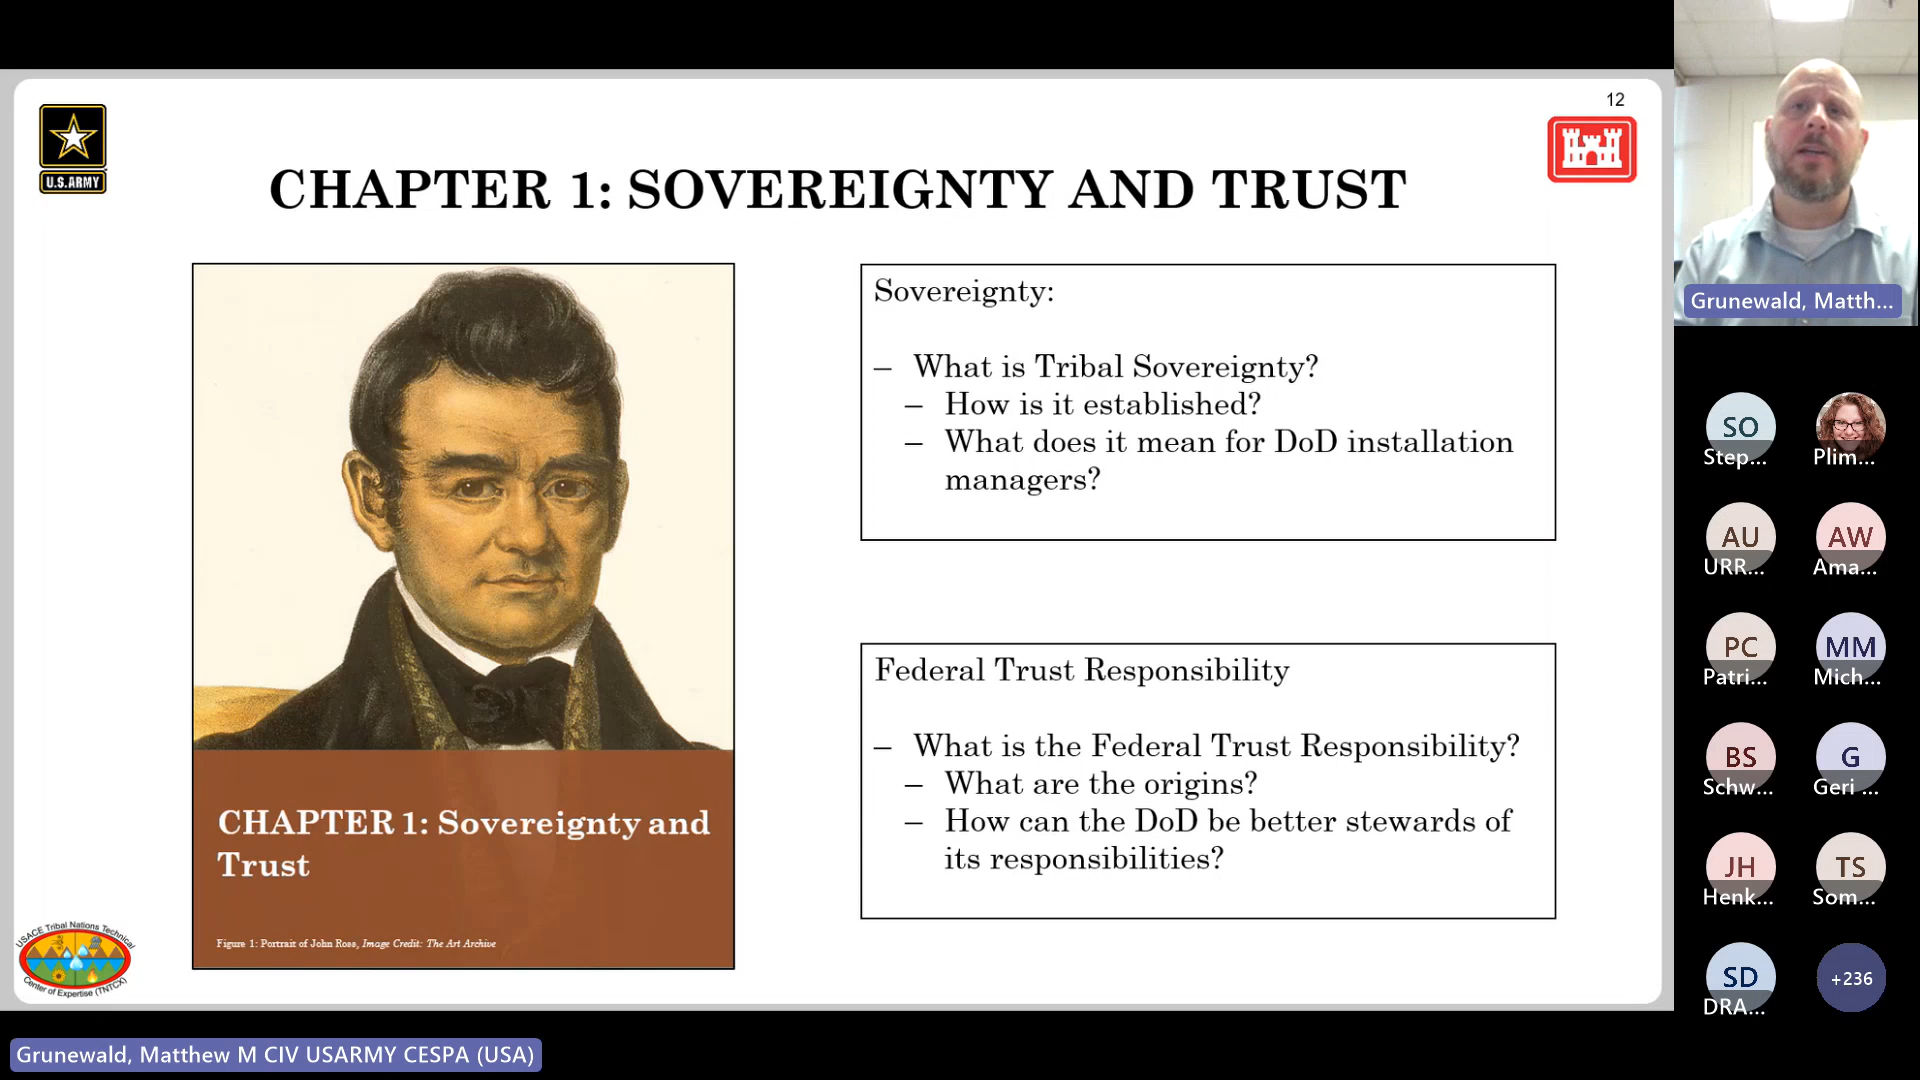 12
U.S.ARMY
CHAPTER 1: SOVEREIGNTY AND TRUST
CHAPTER 1: Sovereignty and
Trust
Figure 1: Portrait of John Ross, Image Credit: The Art Archive
Sovereignty:
– What is Tribal Sovereignty?
– How is it established?
– What does it mean for DoD installation
managers?
Federal Trust Responsibility
– What is the Federal Trust Responsibility?
– What are the origins?
– How can the DoD be better stewards of
its responsibilities?
USACE Tribal Nations Technical
Center of Expertise (TNTCX)
Grunewald, Matthew M CIV USARMY CESPA (USA)
Grunewald, Matth...
SO
Step...
Plim...
AU
URR...
AW
Ama...
PC
Patri...
MM
Mich...
BS
Schw...
G
Geri ...
JH
Henk...
TS
Som...
SD
DRA...
+236